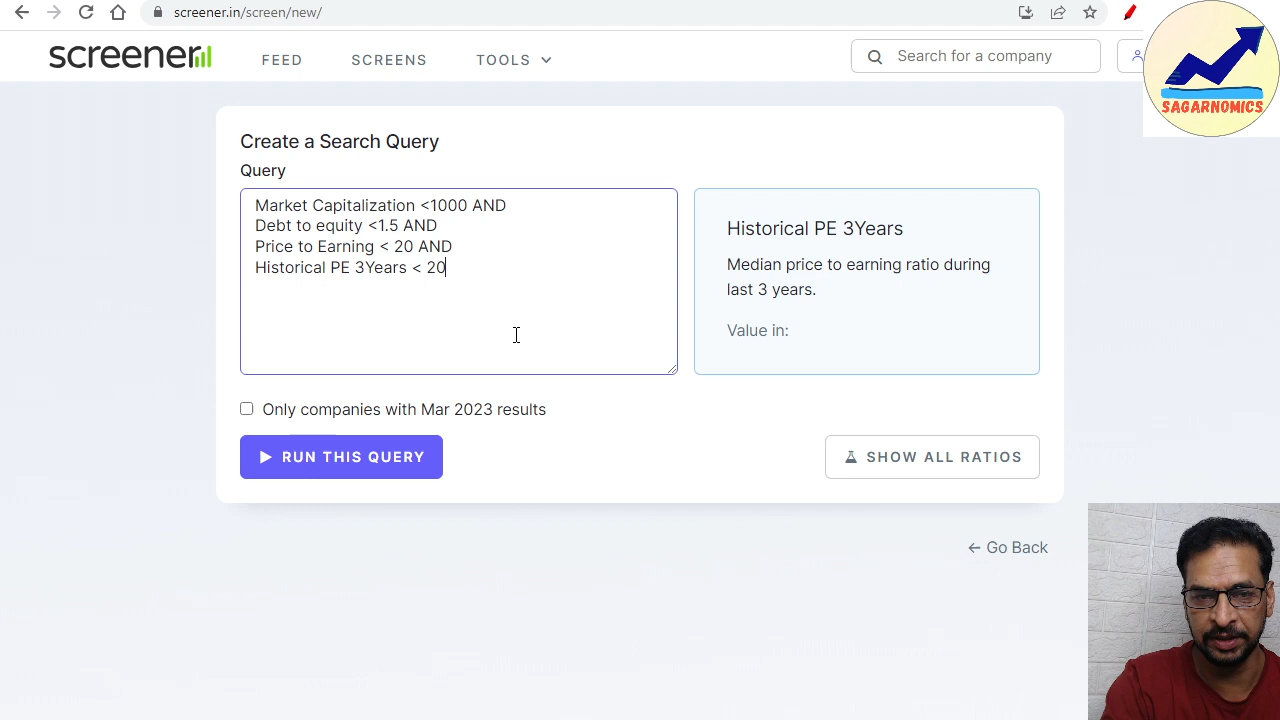 screener.in/screen/new/
screener
FEED
SCREENS
TOOLS
Search for a company
SAGARNOMICS
Create a Search Query
Query
Market Capitalization <1000 AND
Debt to equity <1.5 AND
Price to Earning < 20 AND
Historical PE 3Years < 20
Historical PE 3Years
Median price to earning ratio during
last 3 years.
Value in:
Only companies with Mar 2023 results
RUN THIS QUERY
SHOW ALL RATIOS
← Go Back